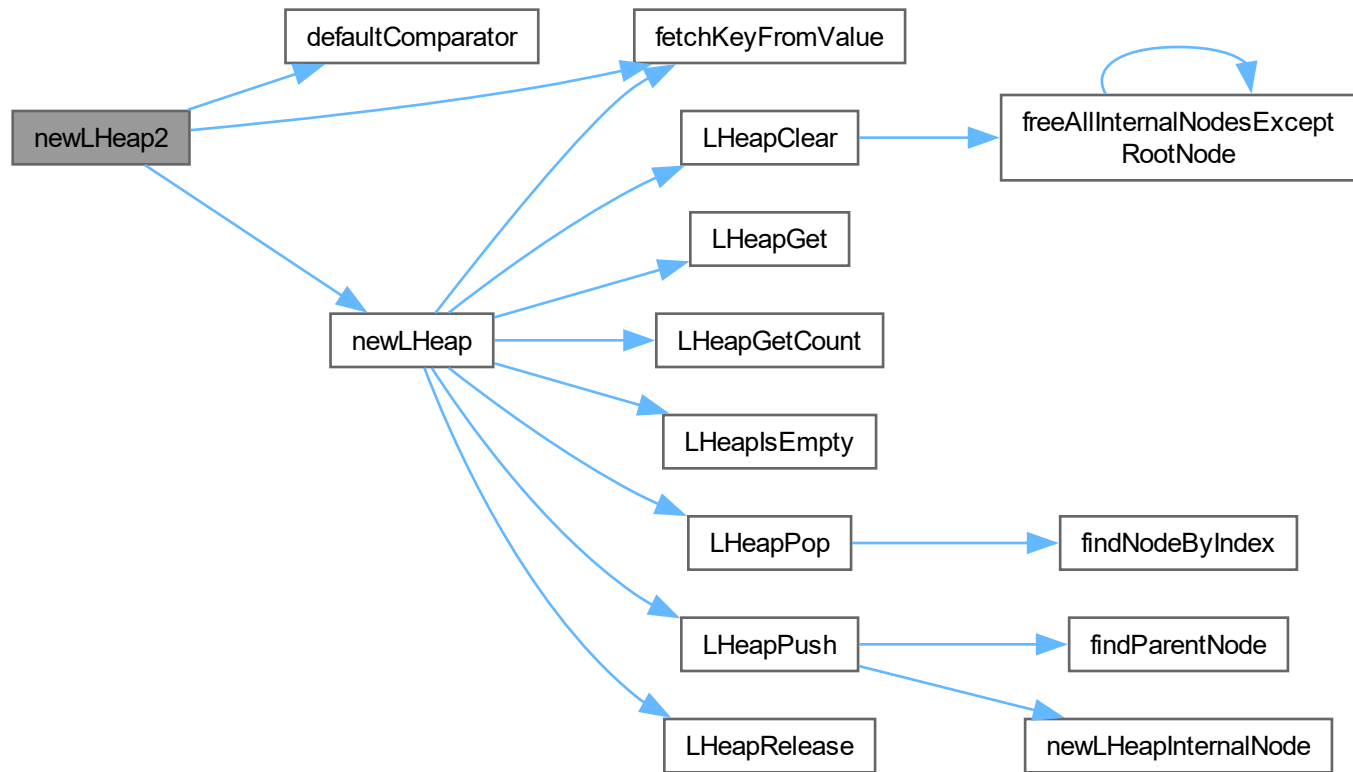 defaultComparator
fetchKeyFromValue
newLHeap2
LHeapClear
freeAllInternalNodesExcept
RootNode
LHeapGet
newLHeap
LHeapGetCount
LHeapIsEmpty
LHeapPop
findNodeByIndex
LHeapPush
findParentNode
LHeapRelease
newLHeapInternalNode